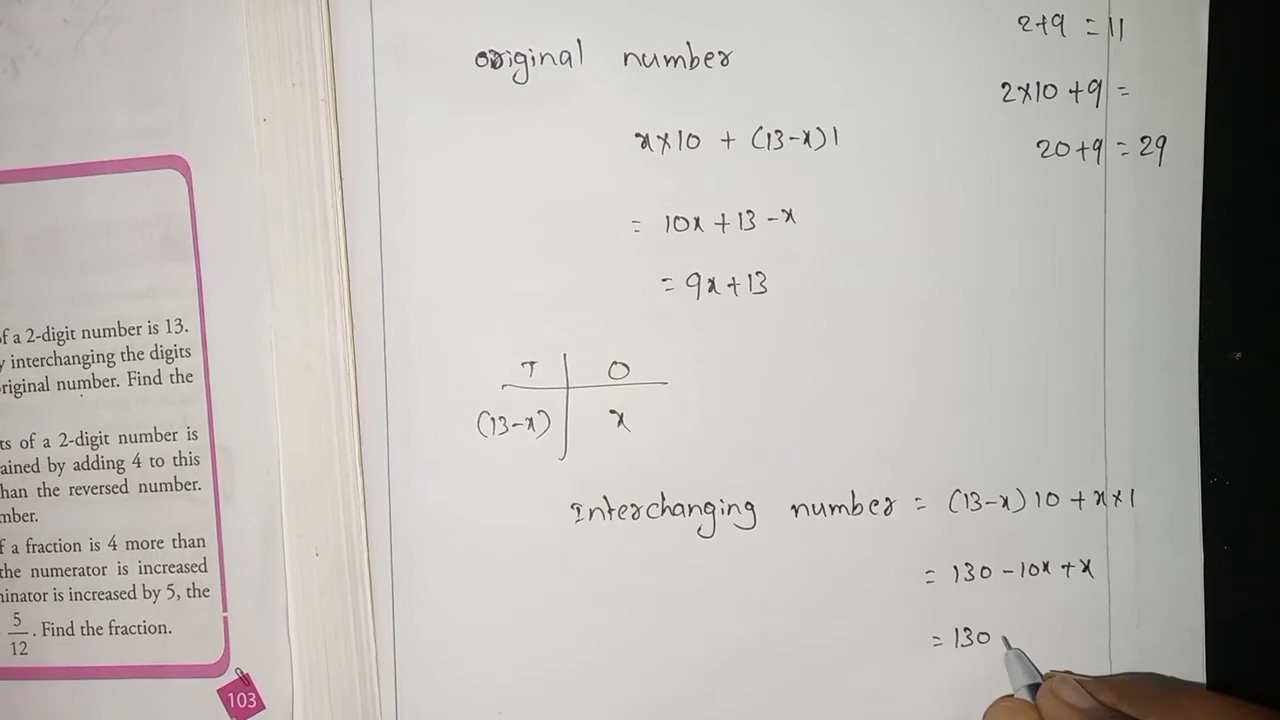 of a 2-digit number is 13.
y interchanging the digits
riginal number. Find the
ts of a 2-digit number is
ained by adding 4 to this
han the reversed number.
mber.
f a fraction is 4 more than
the numerator is increased
minator is increased by 5, the
5/12. Find the fraction.
103
original number
x×10 + (13-x)1
= 10x+13-x
= 9x+13
T | O
(13-x) | x
Interchanging number = (13-x)10+x×1
= 130-10x+x
= 130
2+9 = 11
2×10+9 =
20+9 = 29